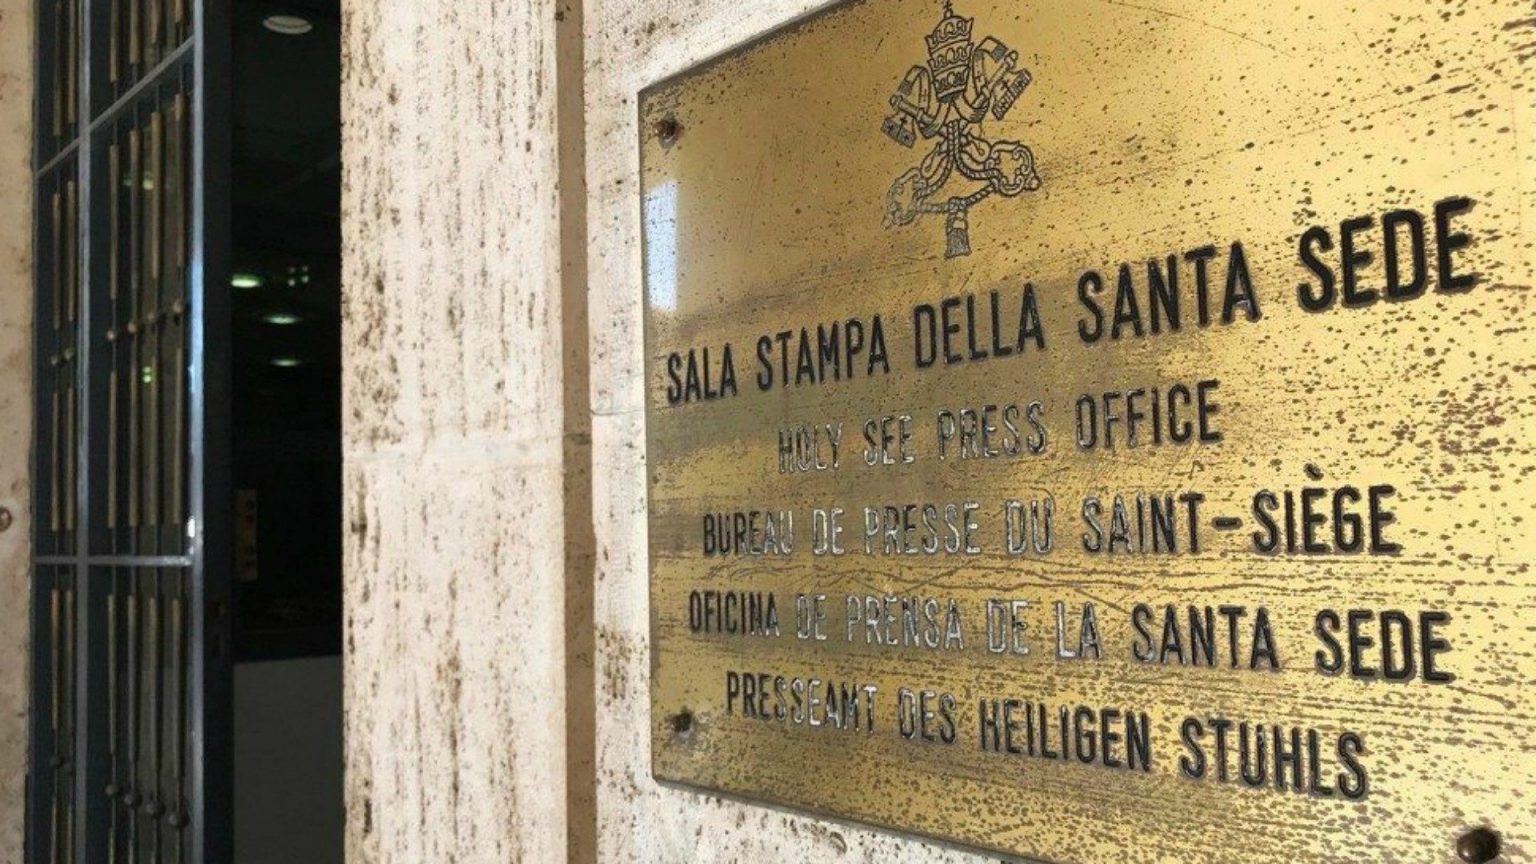 SALA STAMPA DELLA SANTA SEDE
HOLY SEE PRESS OFFICE
BUREAU DE PRESSE DU SAINT-SIÈGE
OFICINA DE PRENSA DE LA SANTA SEDE
PRESSEAMT DES HEILIGEN STUHLS